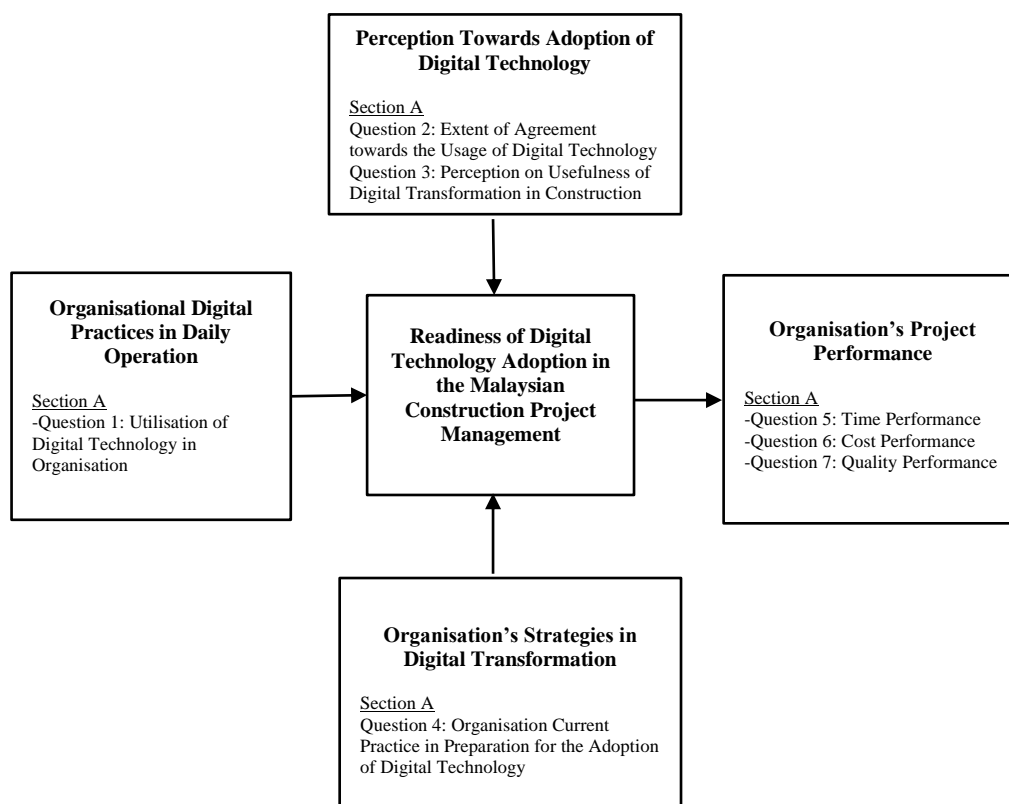 Perception Towards Adoption of
Digital Technology
Section A
Question 2: Extent of Agreement
towards the Usage of Digital Technology
Question 3: Perception on Usefulness of
Digital Transformation in Construction
Organisational Digital
Practices in Daily
Operation
Section A
-Question 1: Utilisation of
Digital Technology in
Organisation
Readiness of Digital
Technology Adoption in
the Malaysian
Construction Project
Management
Organisation’s Project
Performance
Section A
-Question 5: Time Performance
-Question 6: Cost Performance
-Question 7: Quality Performance
Organisation’s Strategies in
Digital Transformation
Section A
Question 4: Organisation Current
Practice in Preparation for the Adoption
of Digital Technology